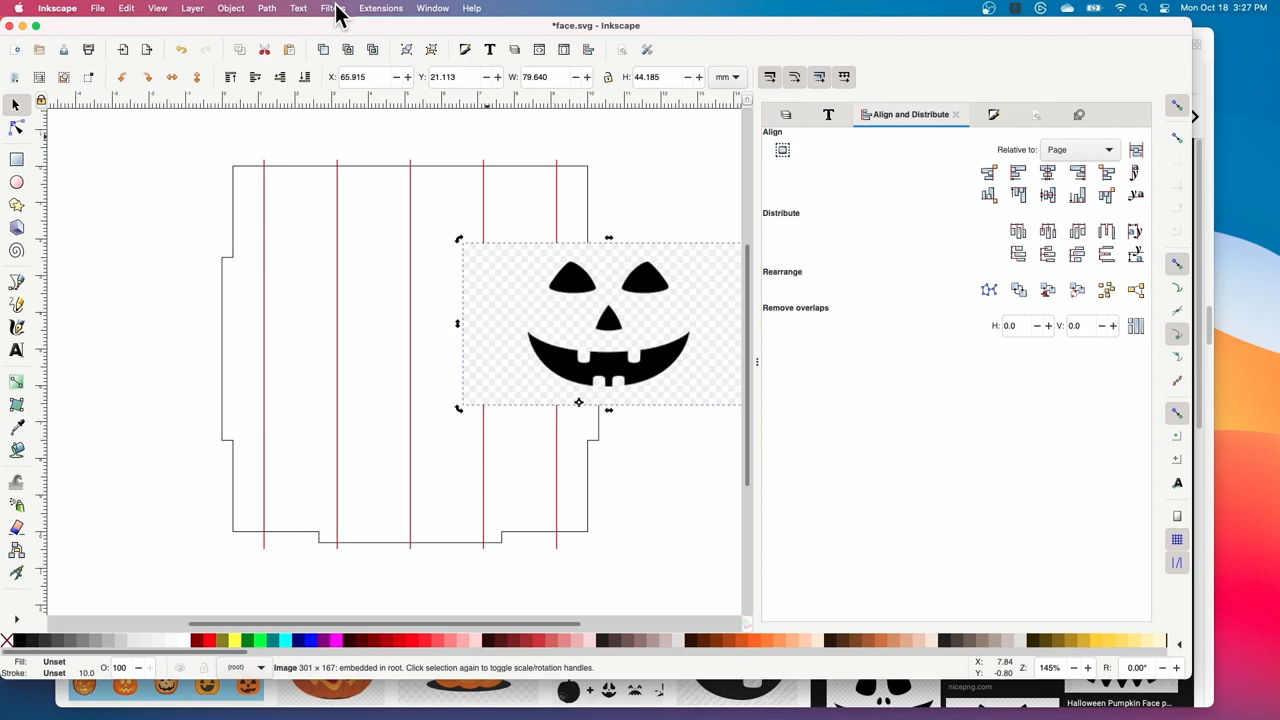 Inkscape File Edit View Layer Object Path Text Filters Extensions Window Help
Mon Oct 18 3:27 PM
*face.svg - Inkscape
X: 65.915 Y: 21.113 W: 79.640 H: 44.185 mm
Align and Distribute
Align
Relative to: Page
Distribute
Rearrange
Remove overlaps
H: 0.0 V: 0.0
Fill: Unset
Stroke: Unset 10.0 O: 100 (root) Image 301 × 167: embedded in root. Click selection again to toggle scale/rotation handles.
X: 7.84
Y: -0.80
Z: 145% R: 0.00°
nicepng.com
Halloween Pumpkin Face p...